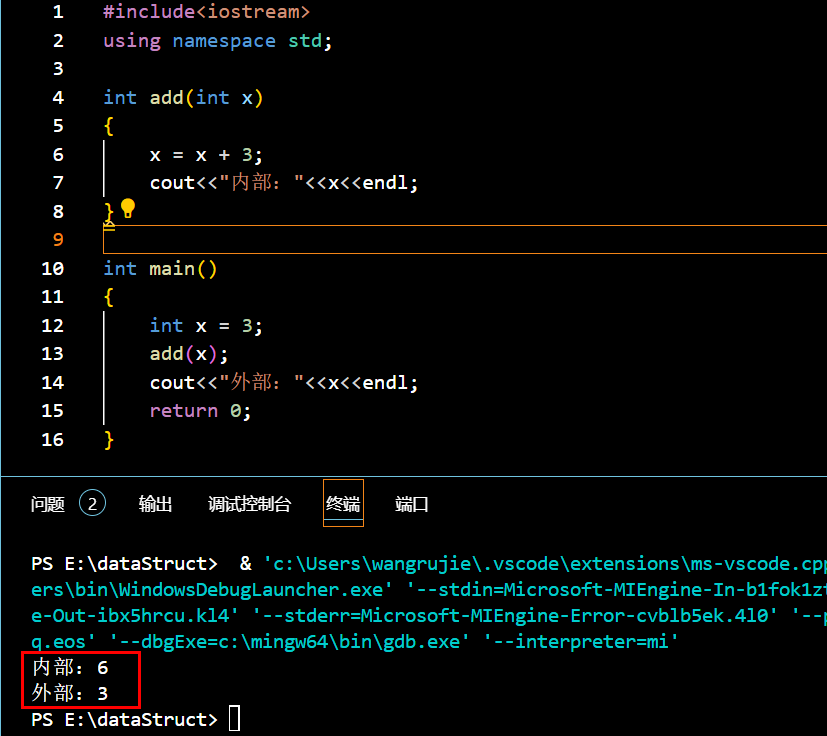 1 #include<iostream>
2 using namespace std;
3
4 int add(int x)
5 {
6 x = x + 3;
7 cout<<"内部："<<x<<endl;
8 }
9
10 int main()
11 {
12 int x = 3;
13 add(x);
14 cout<<"外部："<<x<<endl;
15 return 0;
16 }
问题 2 输出 调试控制台 终端 端口
PS E:\dataStruct> & 'c:\Users\wangrujie\.vscode\extensions\ms-vscode.cpp
ers\bin\WindowsDebugLauncher.exe' '--stdin=Microsoft-MIEngine-In-b1fok1zt
e-Out-ibx5hrcu.kl4' '--stderr=Microsoft-MIEngine-Error-cvblb5ek.4l0' '--p
q.eos' '--dbgExe=c:\mingw64\bin\gdb.exe' '--interpreter=mi'
内部：6
外部：3
PS E:\dataStruct>